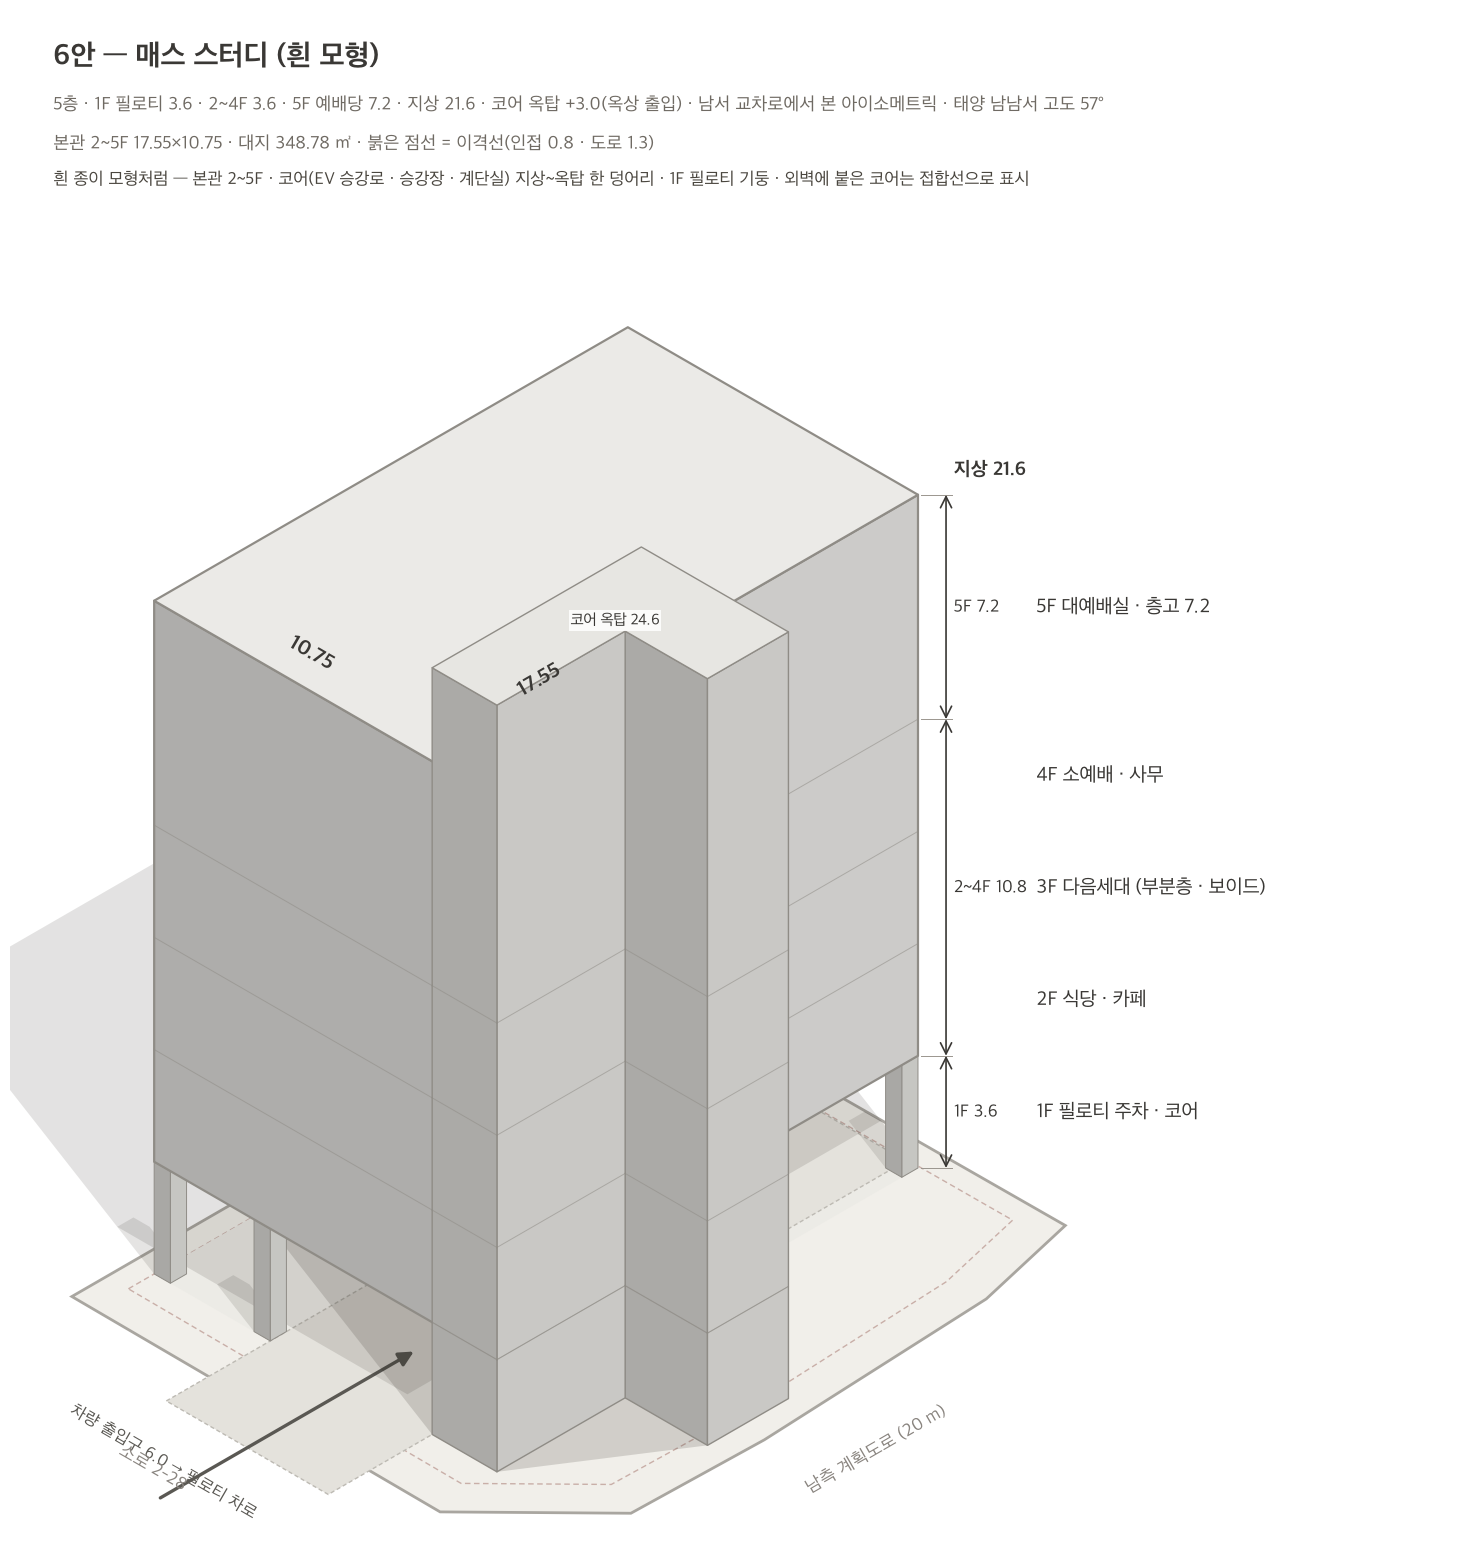 6안 — 매스 스터디 (흰 모형)
5층 · 1F 필로티 3.6 · 2~4F 3.6 · 5F 예배당 7.2 · 지상 21.6 · 코어 옥탑 +3.0(옥상 출입) · 남서 교차로에서 본 아이소메트릭 · 태양 남남서 고도 57°
본관 2~5F 17.55×10.75 · 대지 348.78 ㎡ · 붉은 점선 = 이격선(인접 0.8 · 도로 1.3)
흰 종이 모형처럼 — 본관 2~5F · 코어(EV 승강로 · 승강장 · 계단실) 지상~옥탑 한 덩어리 · 1F 필로티 기둥 · 외벽에 붙은 코어는 접합선으로 표시
지상 21.6
5F 7.2
5F 대예배실 · 층고 7.2
코어 옥탑 24.6
10.75
17.55
4F 소예배 · 사무
2~4F 10.8
3F 다음세대 (부분층 · 보이드)
2F 식당 · 카페
1F 3.6
1F 필로티 주차 · 코어
차량 출입구 6.0 → 필로티 차로
소로 2-28
남측 계획도로 (20 m)